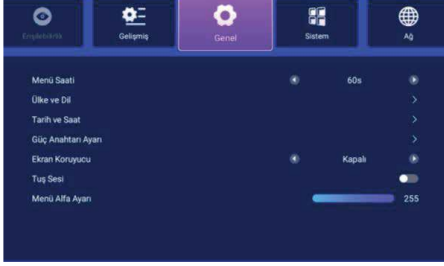 Erişilebilirlik
Gelişmiş
Genel
Sistem
Ağ
Menü Saati
60s
Ülke ve Dil
Tarih ve Saat
Güç Anahtarı Ayarı
Ekran Koruyucu
Kapalı
Tuş Sesi
Menü Alfa Ayarı
255